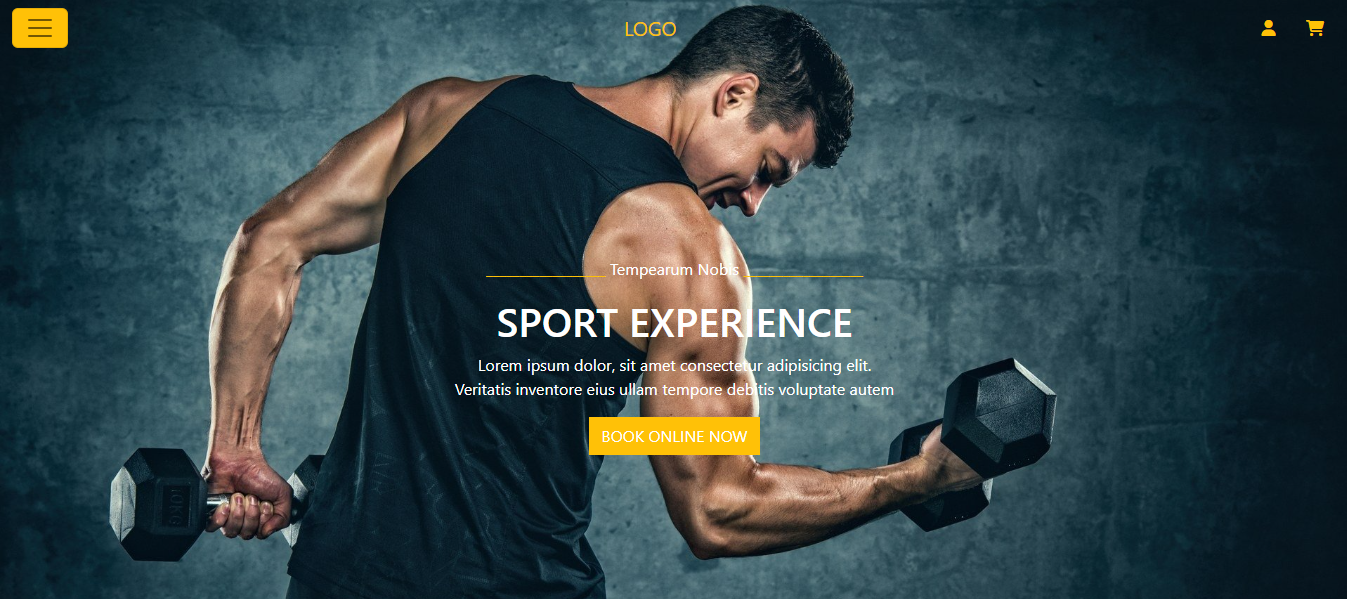 LOGO
Tempearum Nobis
SPORT EXPERIENCE
Lorem ipsum dolor, sit amet consectetur adipisicing elit.
Veritatis inventore eius ullam tempore debitis voluptate autem
BOOK ONLINE NOW